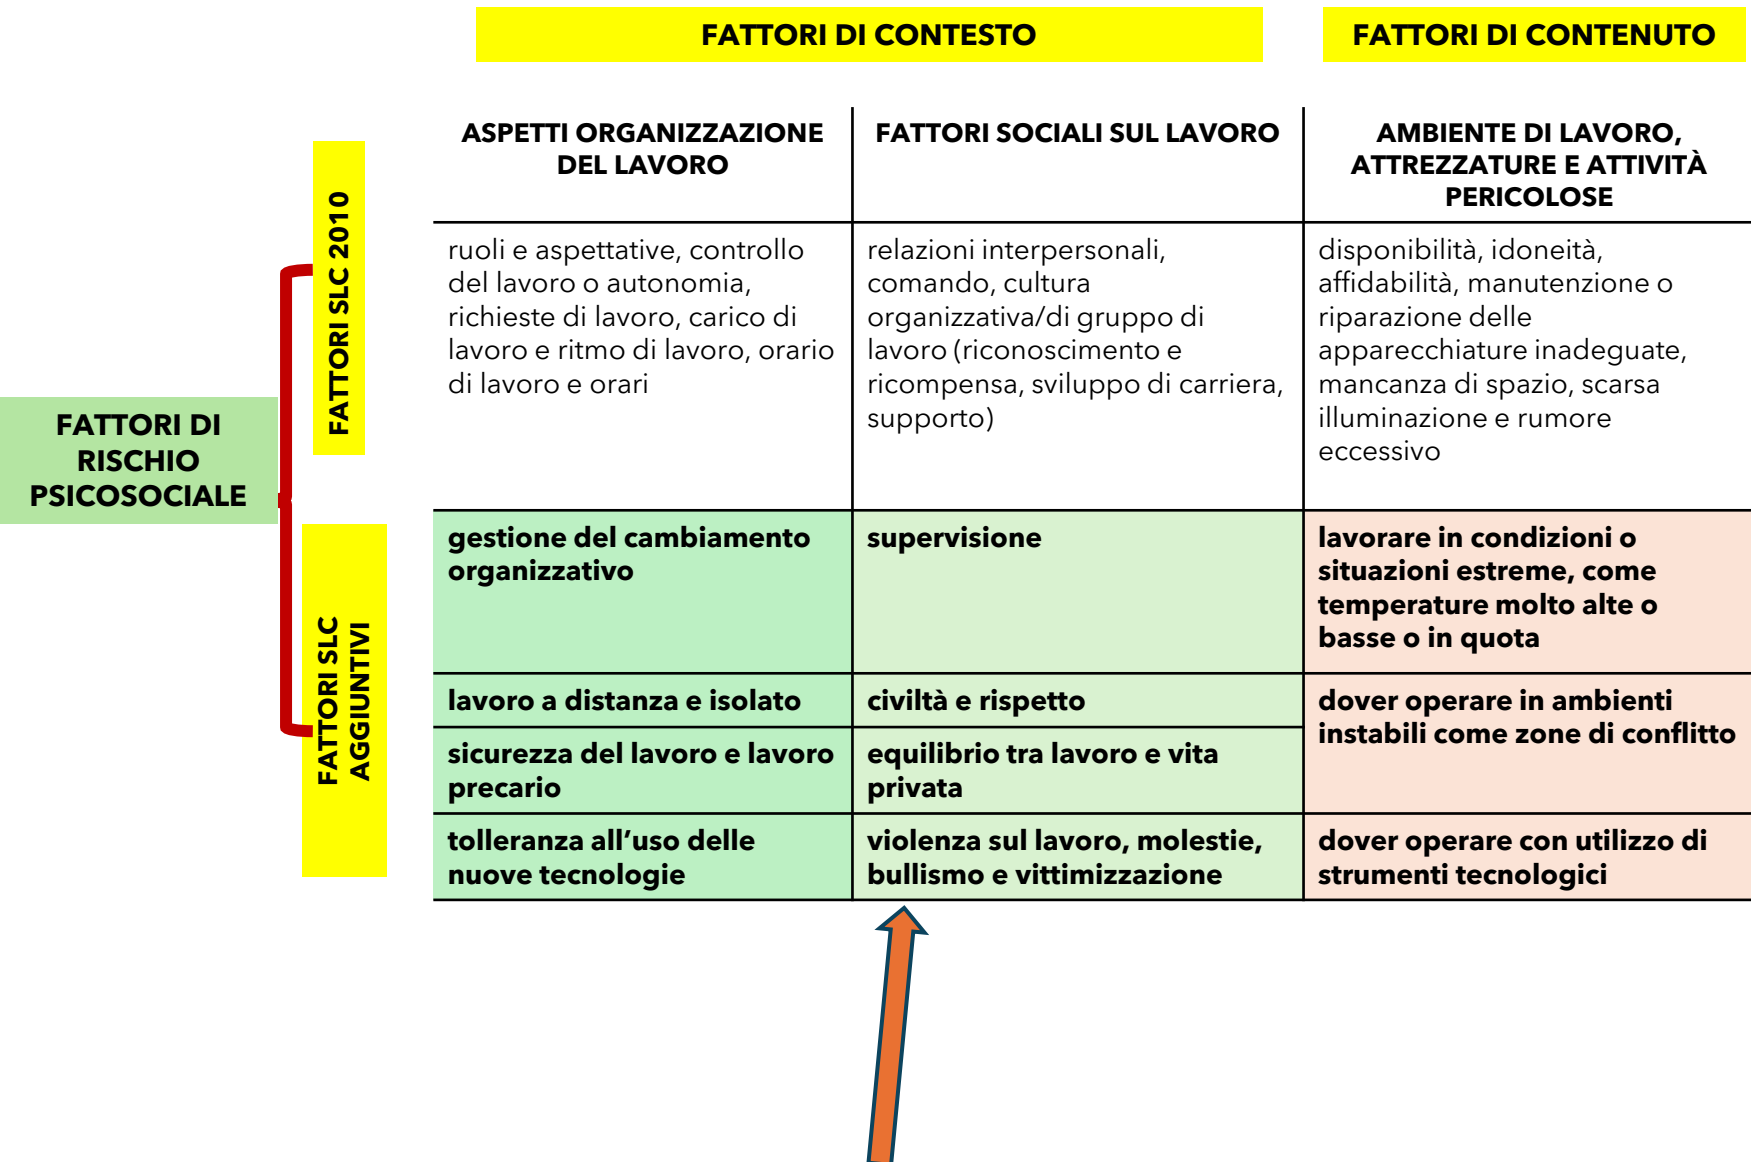 FATTORI DI CONTESTO
FATTORI DI CONTENUTO
ASPETTI ORGANIZZAZIONE
DEL LAVORO
FATTORI SOCIALI SUL LAVORO
AMBIENTE DI LAVORO,
ATTREZZATURE E ATTIVITÀ
PERICOLOSE
FATTORI DI
RISCHIO
PSICOSOCIALE
FATTORI SLC 2010
ruoli e aspettative, controllo
del lavoro o autonomia,
richieste di lavoro, carico di
lavoro e ritmo di lavoro, orario
di lavoro e orari
relazioni interpersonali,
comando, cultura
organizzativa/di gruppo di
lavoro (riconoscimento e
ricompensa, sviluppo di carriera,
supporto)
disponibilità, idoneità,
affidabilità, manutenzione o
riparazione delle
apparecchiature inadeguate,
mancanza di spazio, scarsa
illuminazione e rumore
eccessivo
FATTORI SLC
AGGIUNTIVI
gestione del cambiamento
organizzativo
supervisione
lavorare in condizioni o
situazioni estreme, come
temperature molto alte o
basse o in quota
lavoro a distanza e isolato
civiltà e rispetto
dover operare in ambienti
instabili come zone di conflitto
sicurezza del lavoro e lavoro
precario
equilibrio tra lavoro e vita
privata
tolleranza all’uso delle
nuove tecnologie
violenza sul lavoro, molestie,
bullismo e vittimizzazione
dover operare con utilizzo di
strumenti tecnologici